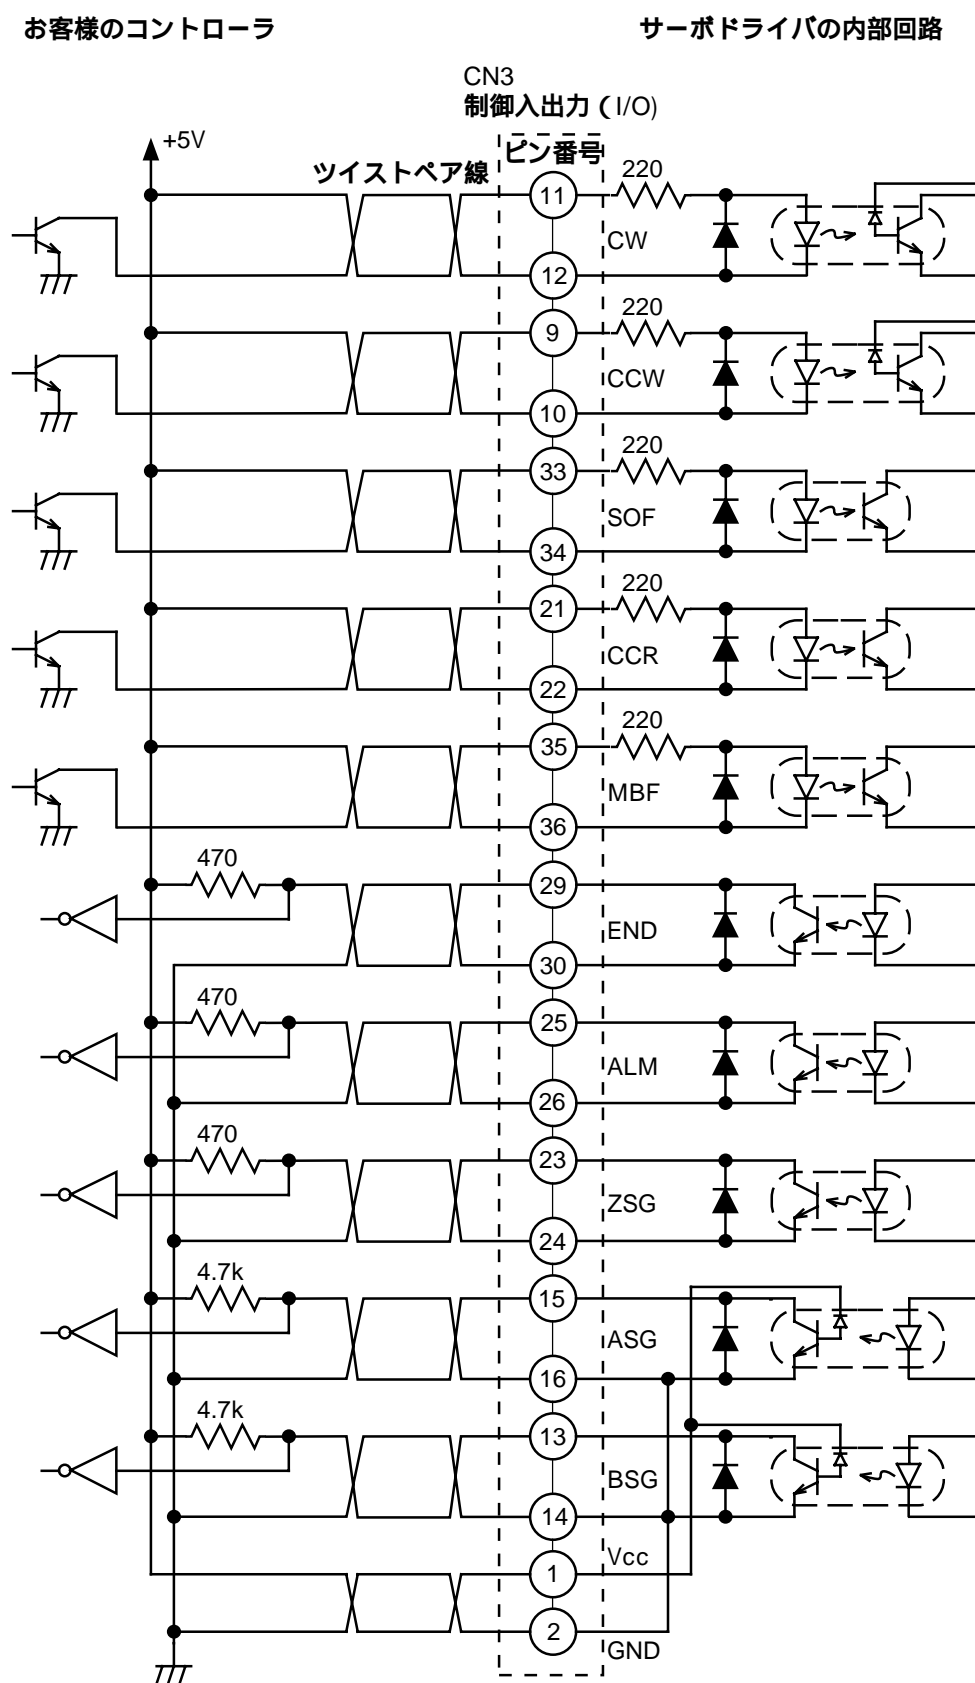 お客様のコントローラ
サーボドライバの内部回路
CN3
制御入出力（I/O)
+5V
ツイストペア線
ピン番号
11
220
CW
12
9
220
CCW
10
33
220
SOF
34
21
220
CCR
22
35
220
MBF
36
470
29
END
30
470
25
ALM
26
470
23
ZSG
24
4.7k
15
ASG
16
4.7k
13
BSG
14
1
Vcc
2
GND